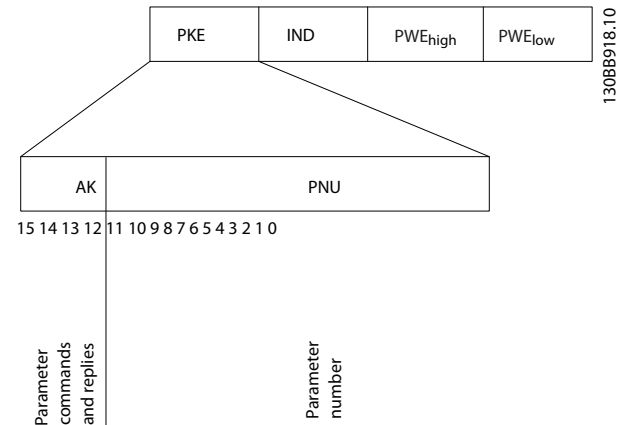 PKE IND PWEhigh PWElow
130BB918.10
AK PNU
15 14 13 12 11 10 9 8 7 6 5 4 3 2 1 0
Parameter
commands
and replies
Parameter
number